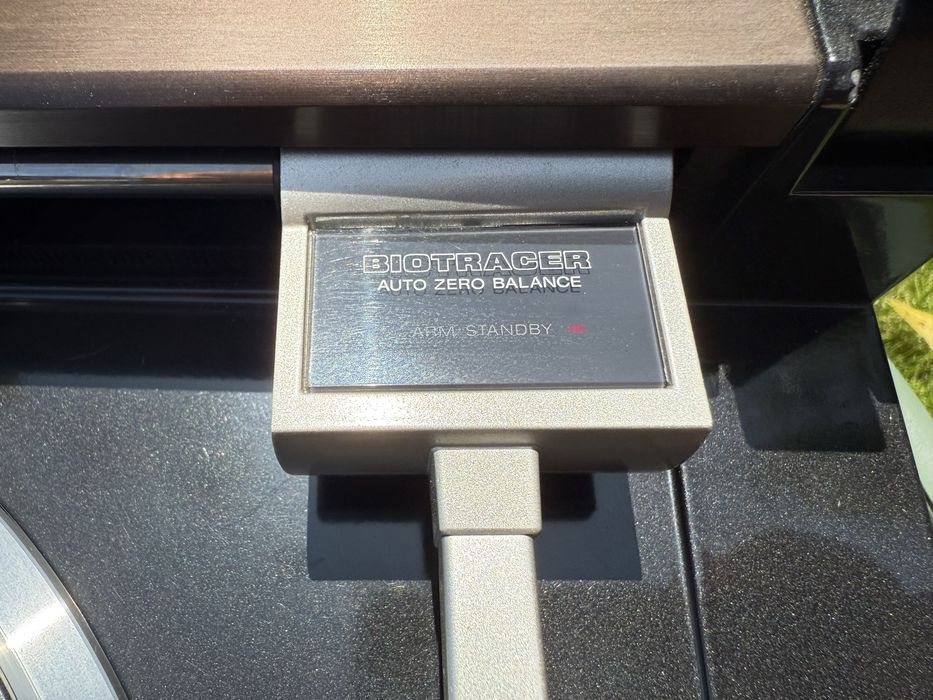 BIOTRACER
AUTO ZERO BALANCE
ARM STANDBY